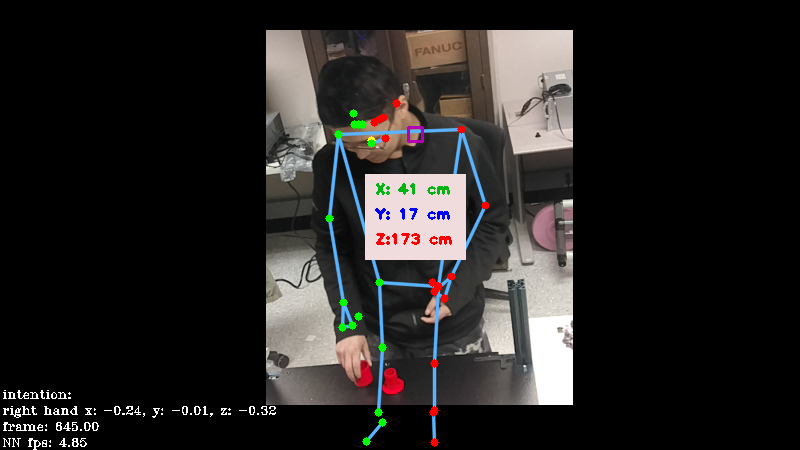 FANUC
X: 41 cm
Y: 17 cm
Z:173 cm
intention:
right hand x: -0.24, y: -0.01, z: -0.32
frame: 645.00
NN fps: 4.85